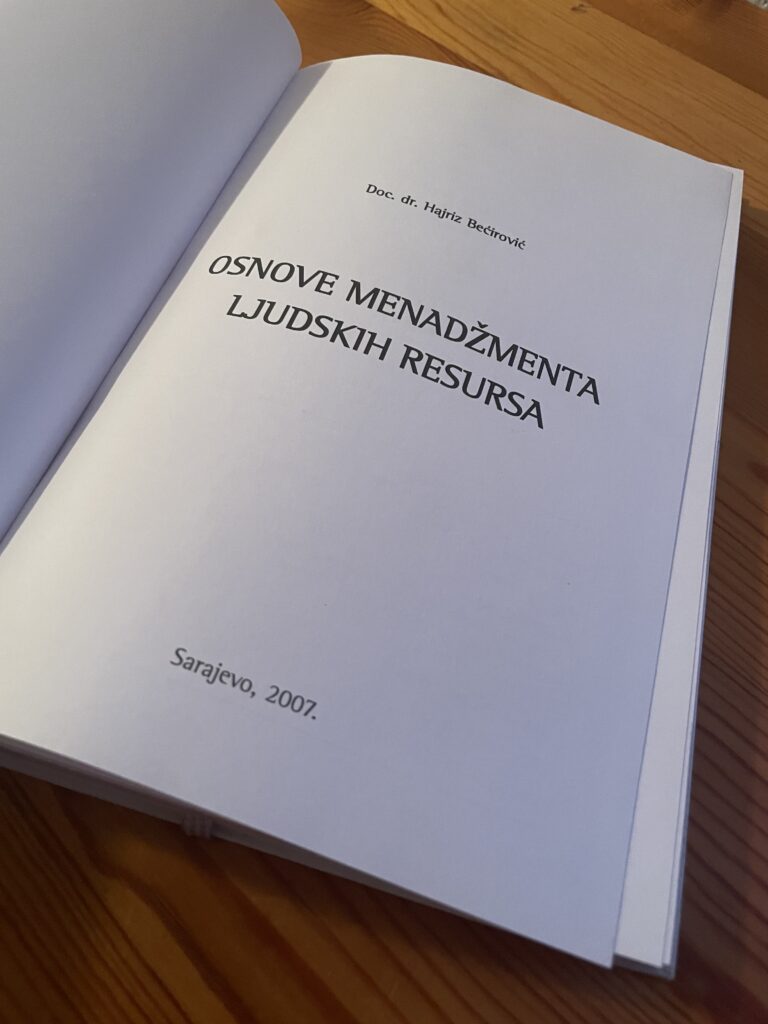 Doc. dr. Hajriz Bećirović
OSNOVE MENADŽMENTA
LJUDSKIH RESURSA
Sarajevo, 2007.